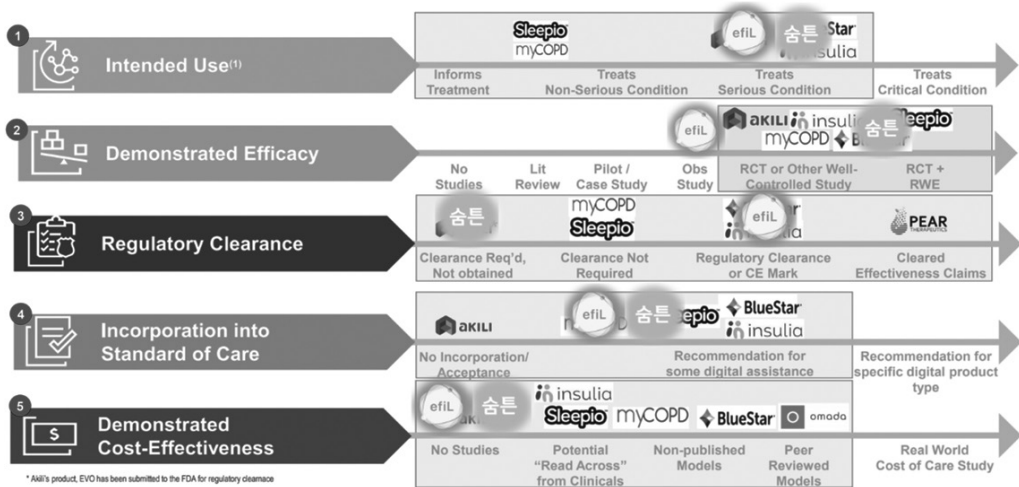 1
Intended Use(1)
Sleepio
myCOPD
efiL
숨튼
Star
insulia
Informs
Treatment
Treats
Non-Serious Condition
Treats
Serious Condition
Treats
Critical Condition
2
Demonstrated Efficacy
efiL
AKILI
insulia
숨튼
Sleepio
myCOPD
No
Studies
Lit
Review
Pilot /
Case Study
Obs
Study
RCT or Other Well-
Controlled Study
RCT +
RWE
3
Regulatory Clearance
숨튼
myCOPD
Sleepio
efiL
PEAR
THERAPEUTICS
Clearance Req'd,
Not obtained
Clearance Not
Required
Regulatory Clearance
or CE Mark
Cleared
Effectiveness Claims
4
Incorporation into
Standard of Care
AKILI
efiL
숨튼
epio
BlueStar
insulia
No Incorporation/
Acceptance
Recommendation for
some digital assistance
Recommendation for
specific digital product
type
5
Demonstrated
Cost-Effectiveness
efiL
숨튼
insulia
Sleepio
myCOPD
BlueStar
omada
No Studies
Potential
"Read Across"
from Clinicals
Non-published
Models
Peer
Reviewed
Models
Real World
Cost of Care Study
* Akili's product, EVO has been submitted to the FDA for regulatory clearnace